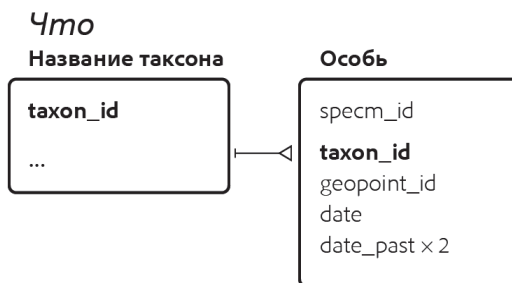 Что
Название таксона
taxon_id
...
Особь
specm_id
taxon_id
geopoint_id
date
date_past × 2